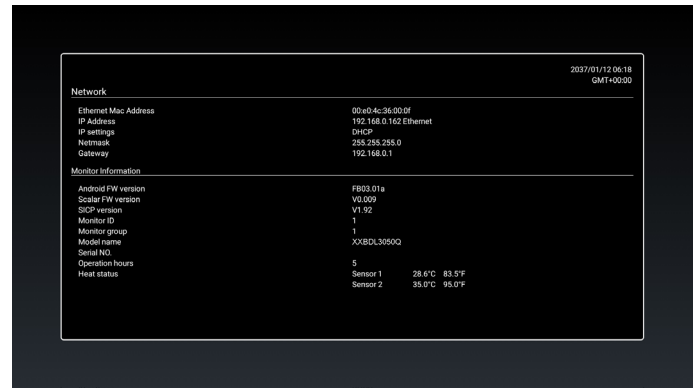 2037/01/12 06:18
GMT+00:00
Network
Ethernet Mac Address 00:e0:4c:36:00:0f
IP Address 192.168.0.162 Ethernet
IP settings DHCP
Netmask 255.255.255.0
Gateway 192.168.0.1
Monitor Information
Android FW version FB03.01a
Scalar FW version V0.009
SICP version V1.92
Monitor ID 1
Monitor group 1
Model name XXBDL3050Q
Serial NO.
Operation hours 5
Heat status Sensor 1 28.6°C 83.5°F
Sensor 2 35.0°C 95.0°F